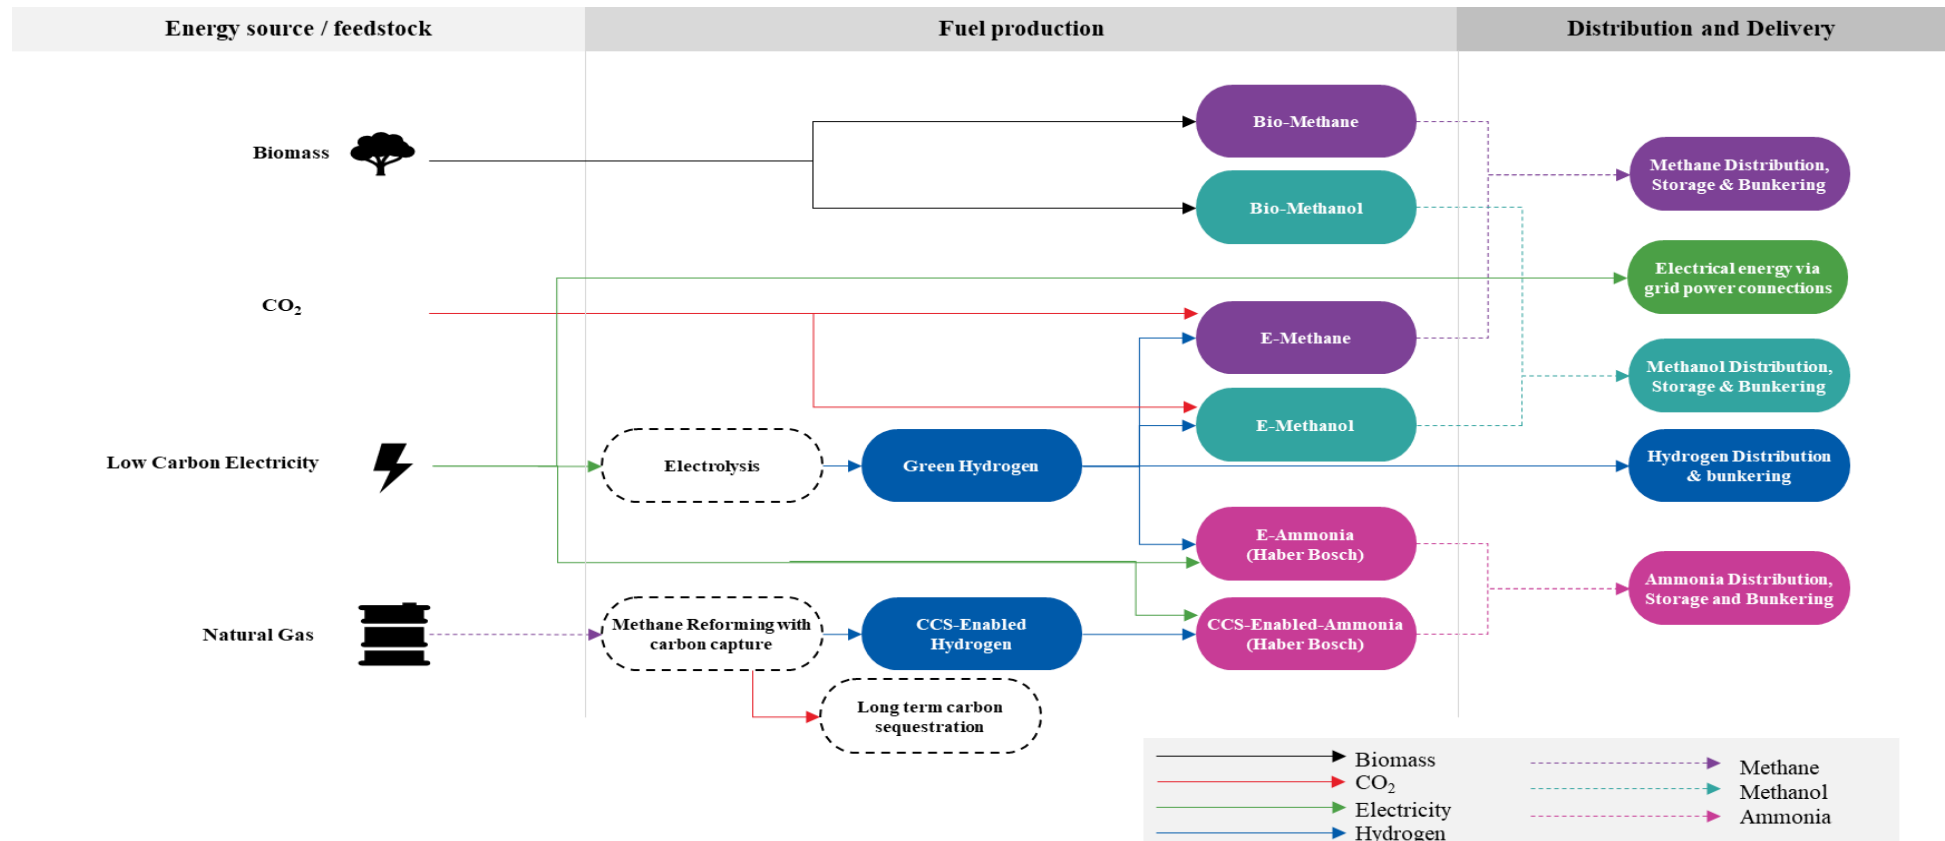 Energy source / feedstock
Fuel production
Distribution and Delivery
Biomass
Bio-Methane
Methane Distribution,
Storage & Bunkering
Bio-Methanol
Electrical energy via
grid power connections
CO₂
E-Methane
Methanol Distribution,
Storage & Bunkering
E-Methanol
Low Carbon Electricity
Electrolysis
Green Hydrogen
Hydrogen Distribution
& bunkering
E-Ammonia
(Haber Bosch)
Ammonia Distribution,
Storage and Bunkering
Natural Gas
Methane Reforming with
carbon capture
CCS-Enabled
Hydrogen
CCS-Enabled-Ammonia
(Haber Bosch)
Long term carbon
sequestration
Biomass
CO₂
Electricity
Hydrogen
Methane
Methanol
Ammonia